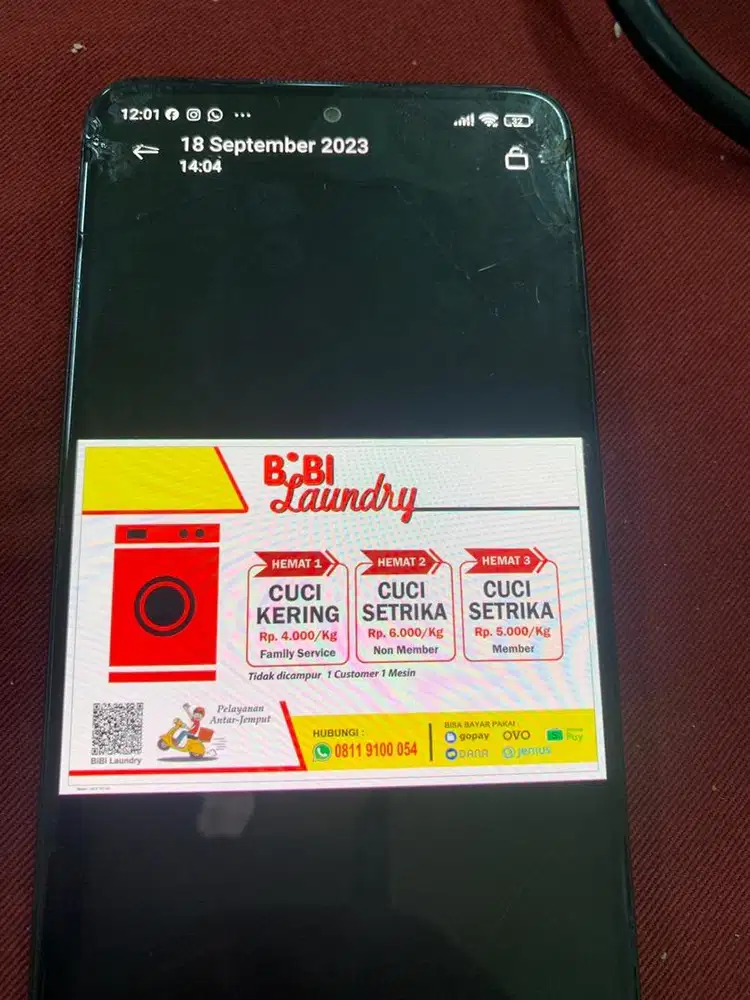 12:01
32
18 September 2023
14:04
BiBI
Laundry
HEMAT 1
CUCI
KERING
Rp. 4.000/Kg
Family Service
HEMAT 2
CUCI
SETRIKA
Rp. 6.000/Kg
Non Member
HEMAT 3
CUCI
SETRIKA
Rp. 5.000/Kg
Member
Tidak dicampur 1 Customer 1 Mesin
BiBI Laundry
Pelayanan
Antar-Jemput
HUBUNGI :
0811 9100 054
BISA BAYAR PAKAI :
gopay OVO Pay
DANA jenius